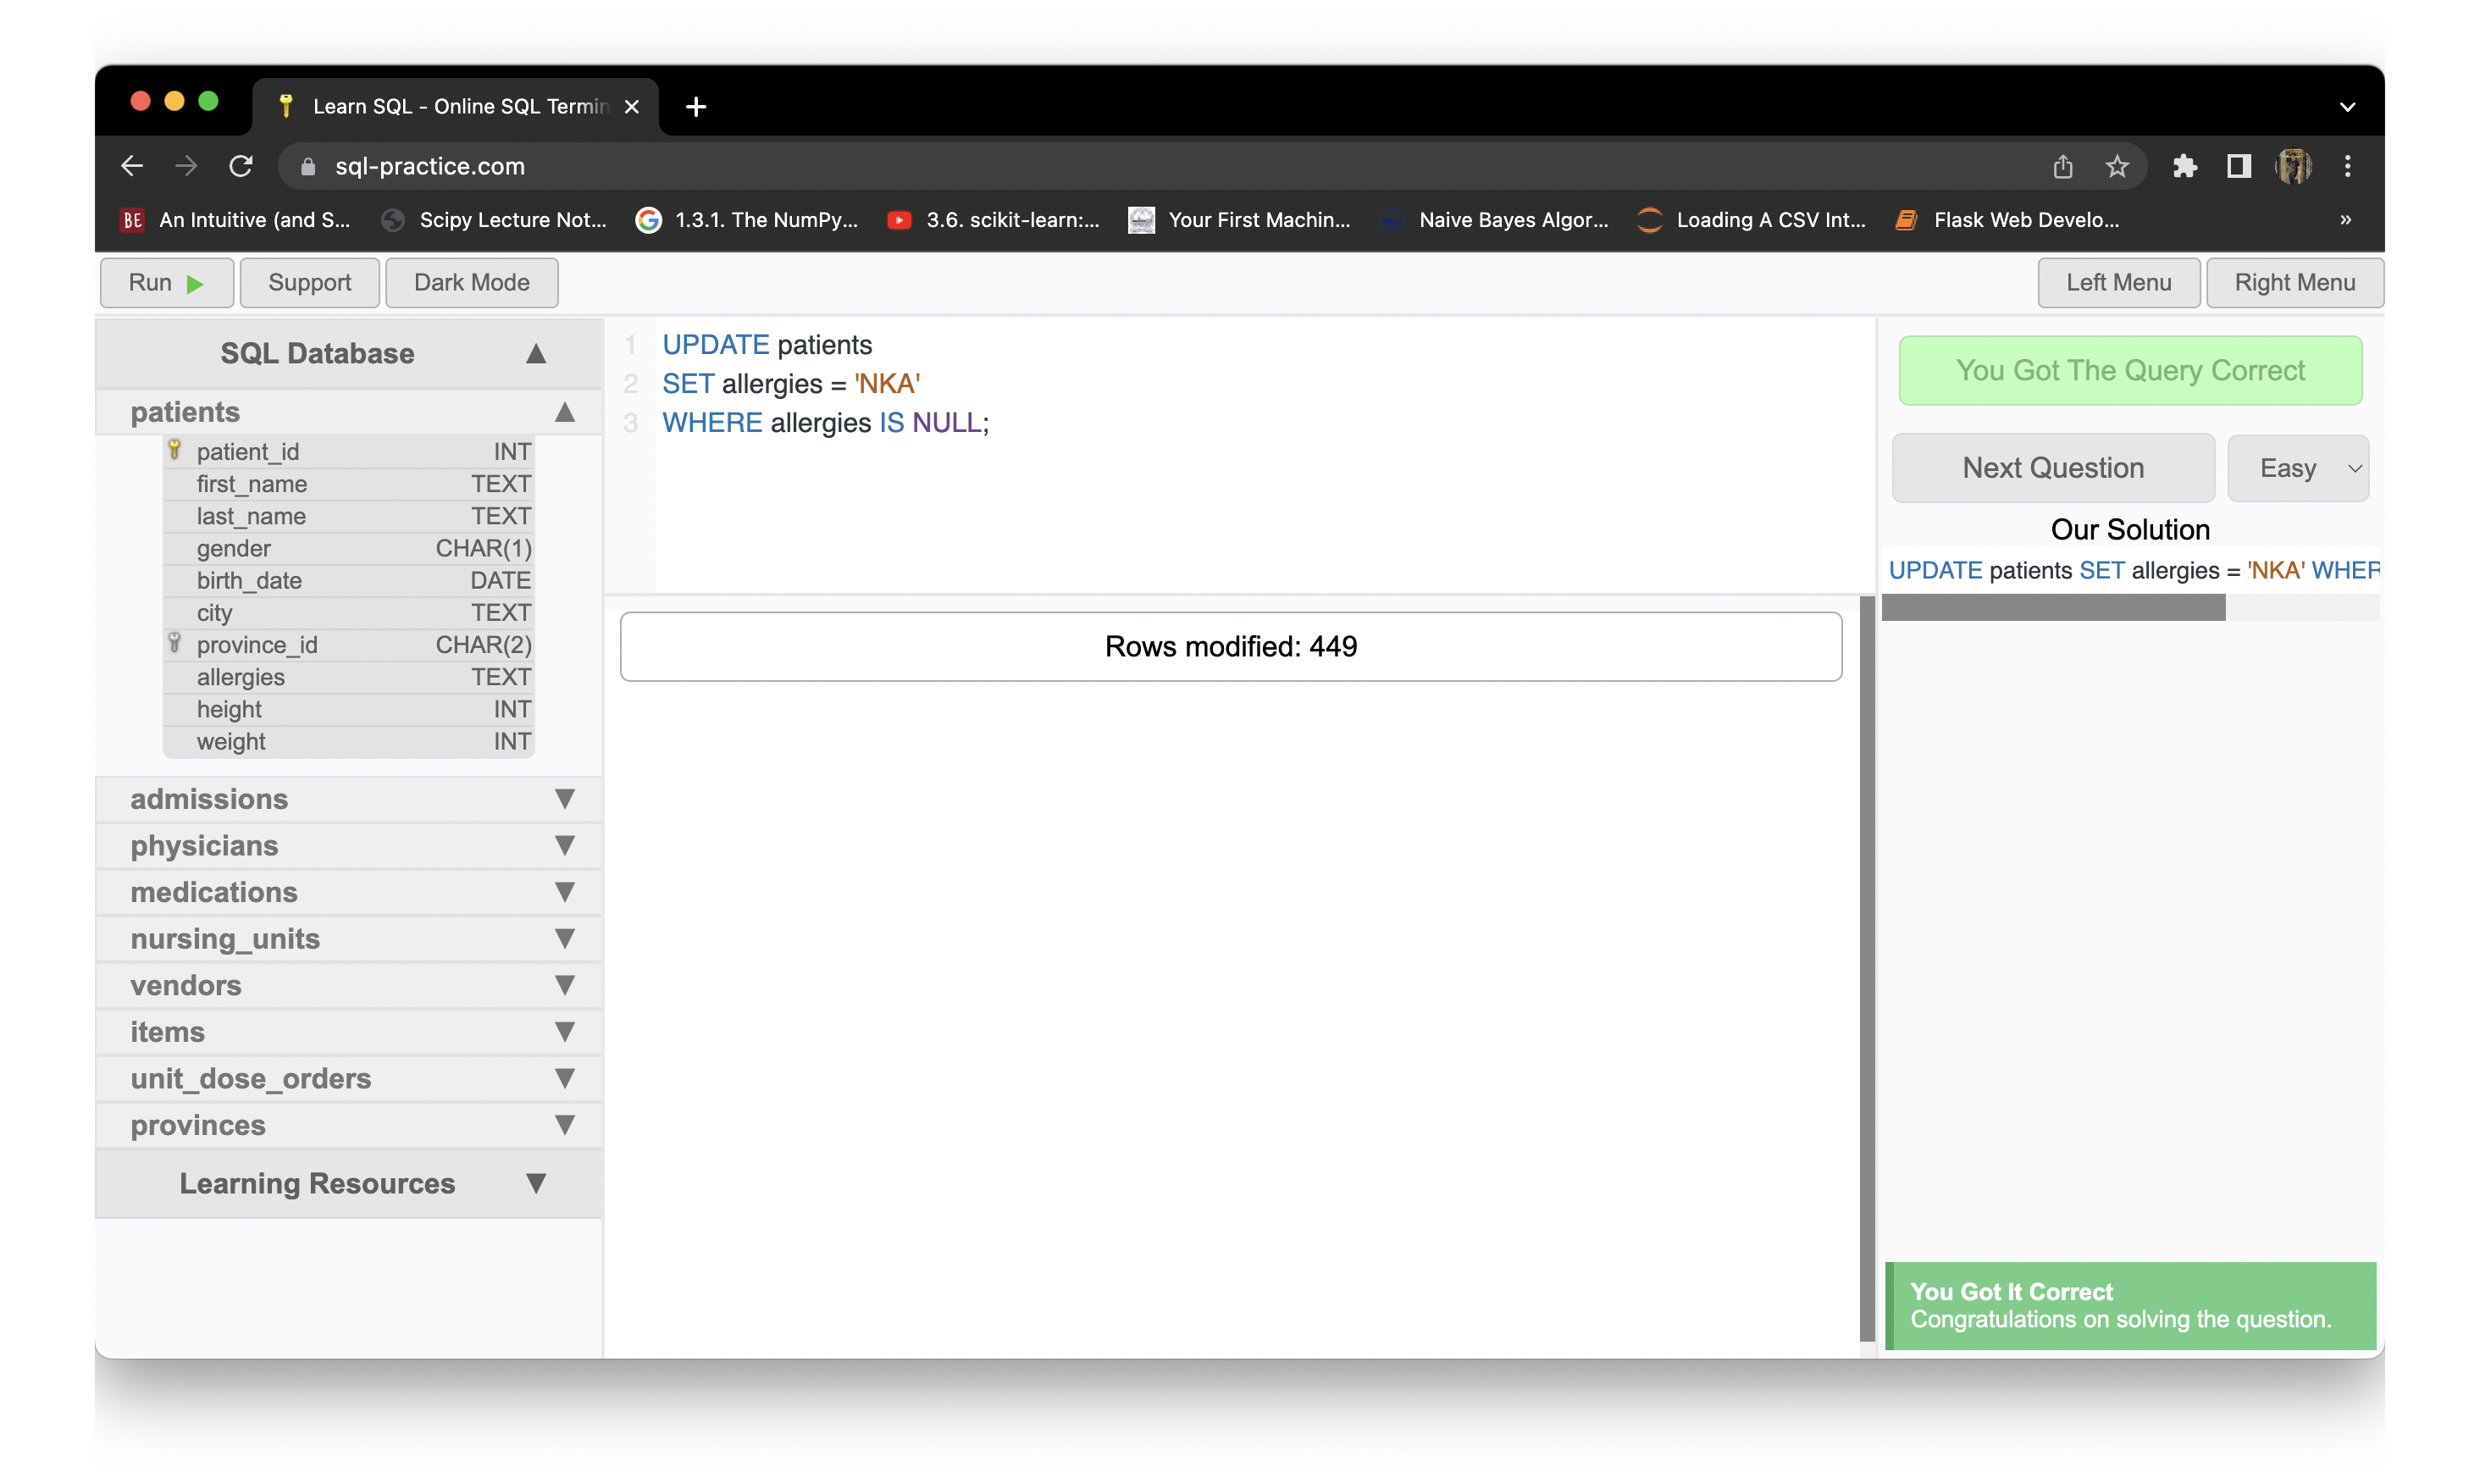 Learn SQL - Online SQL Termin
sql-practice.com
BE An Intuitive (and S...
Scipy Lecture Not...
1.3.1. The NumPy...
3.6. scikit-learn:...
Your First Machin...
Naive Bayes Algor...
Loading A CSV Int...
Flask Web Develo...
»
Run
Support
Dark Mode
Left Menu
Right Menu
SQL Database ▲
patients ▲
patient_id INT
first_name TEXT
last_name TEXT
gender CHAR(1)
birth_date DATE
city TEXT
province_id CHAR(2)
allergies TEXT
height INT
weight INT
admissions ▼
physicians ▼
medications ▼
nursing_units ▼
vendors ▼
items ▼
unit_dose_orders ▼
provinces ▼
Learning Resources ▼
1 UPDATE patients
2 SET allergies = 'NKA'
3 WHERE allergies IS NULL;
Rows modified: 449
You Got The Query Correct
Next Question
Easy
Our Solution
UPDATE patients SET allergies = 'NKA' WHER
You Got It Correct
Congratulations on solving the question.